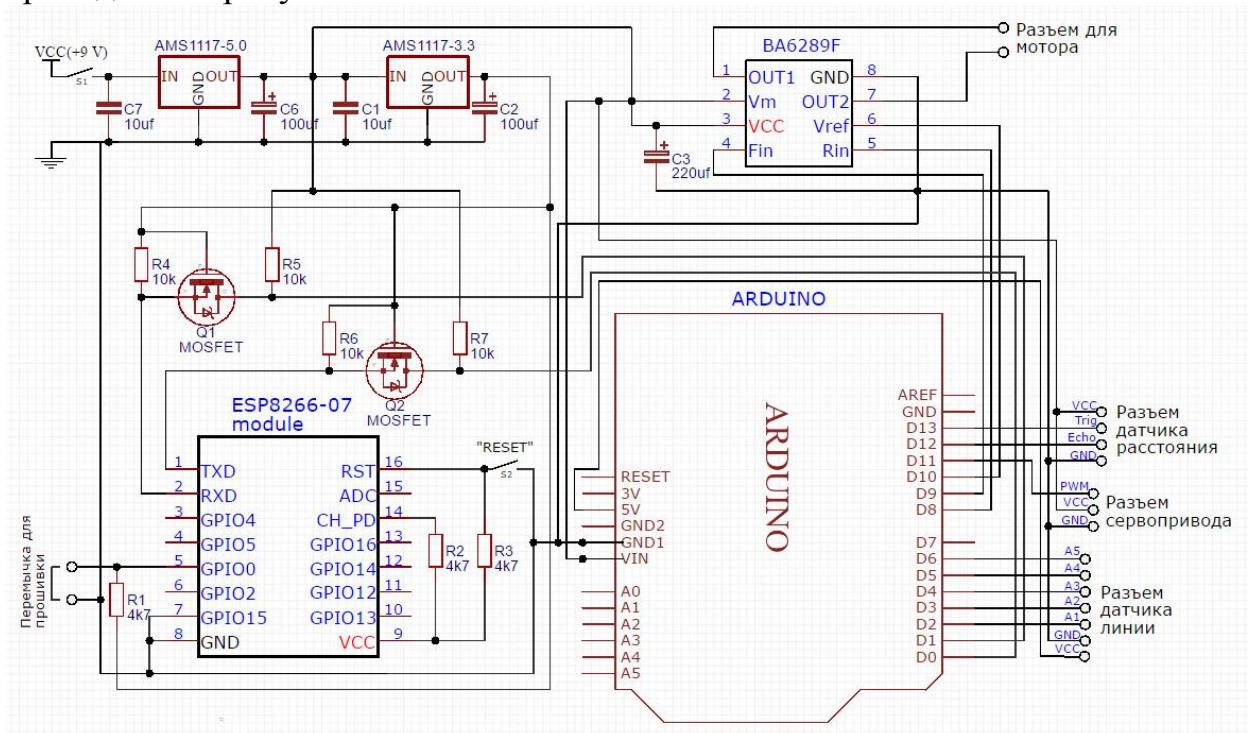 VCC(+9 V)
S1
AMS1117-5.0
IN
GND
OUT
AMS1117-3.3
IN
GND
OUT
C7
10uf
C6
100uf
C1
10uf
C2
100uf
BA6289F
1 OUT1 GND 8
2 Vm OUT2 7
3 VCC Vref 6
4 Fin Rin 5
Разъем для
мотора
C3
220uf
R4
10k
R5
10k
Q1
MOSFET
R6
10k
R7
10k
Q2
MOSFET
ESP8266-07
module
1 TXD RST 16
2 RXD ADC 15
3 GPIO4 CH_PD 14
4 GPIO5 GPIO16 13
5 GPIO0 GPIO14 12
6 GPIO2 GPIO12 11
7 GPIO15 GPIO13 10
8 GND VCC 9
"RESET"
S2
R2
4k7
R3
4k7
R1
4k7
Перемычка для
прошивки
ARDUINO
ARDUINO
RESET
3V
5V
GND2
GND1
VIN
A0
A1
A2
A3
A4
A5
AREF
GND
D13
D12
D11
D10
D9
D8
D7
D6
D5
D4
D3
D2
D1
D0
VCC
Trig
Echo
GND
Разъем
датчика
расстояния
PWM
VCC
GND
Разъем
сервопривода
A5
A4
A3
A2
A1
GND
VCC
Разъем
датчика
линии